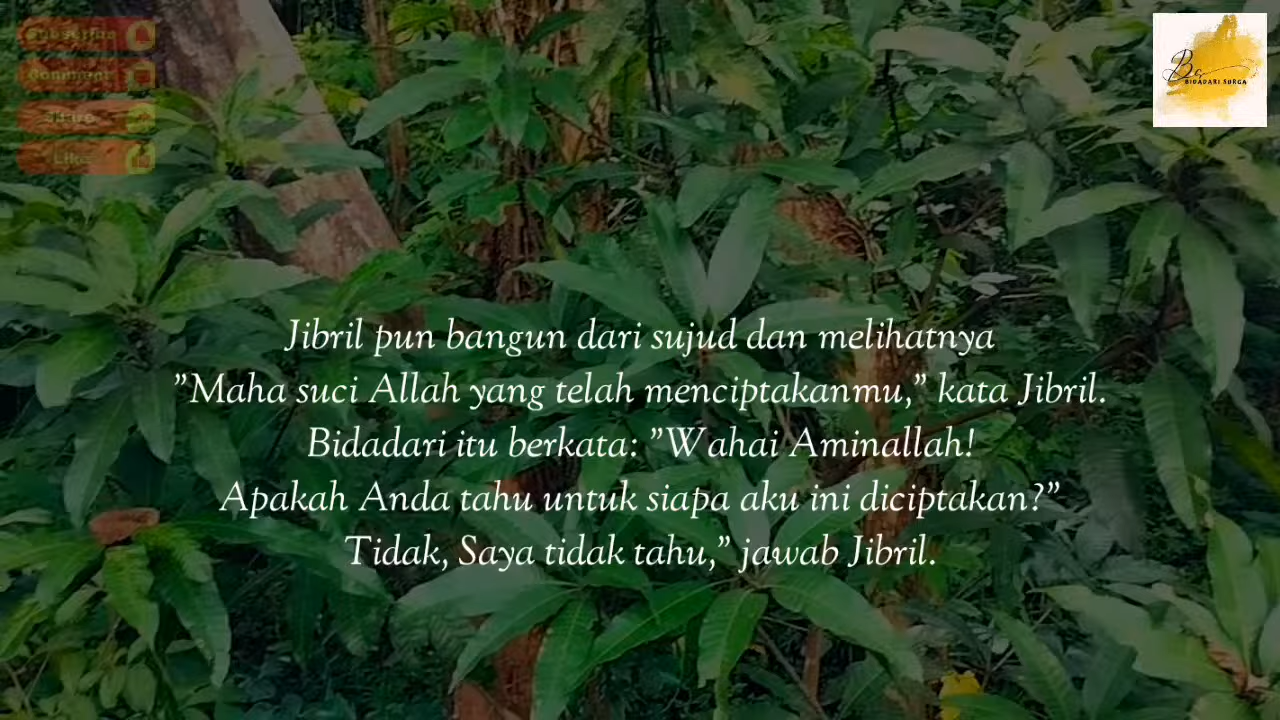 Subscribe
Comment
Share
Like
Bs
BIDADARI SURGA
Jibril pun bangun dari sujud dan melihatnya
”Maha suci Allah yang telah menciptakanmu,” kata Jibril.
Bidadari itu berkata: ”Wahai Aminallah!
Apakah Anda tahu untuk siapa aku ini diciptakan?”
Tidak, Saya tidak tahu,” jawab Jibril.